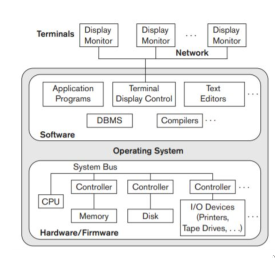 Terminals
Display
Monitor
Display
Monitor
. . .
Display
Monitor
Network
Application
Programs
Terminal
Display Control
Text
Editors
. . .
DBMS
Compilers
. . .
Software
Operating System
System Bus
Controller
Controller
Controller
. . .
CPU
Memory
Disk
I/O Devices
(Printers,
Tape Drives, . . .)
. . .
Hardware/Firmware